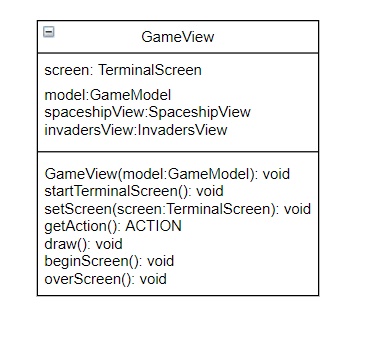 GameView
screen: TerminalScreen
model:GameModel
spaceshipView:SpaceshipView
invadersView:InvadersView
GameView(model:GameModel): void
startTerminalScreen(): void
setScreen(screen:TerminalScreen): void
getAction(): ACTION
draw(): void
beginScreen(): void
overScreen(): void